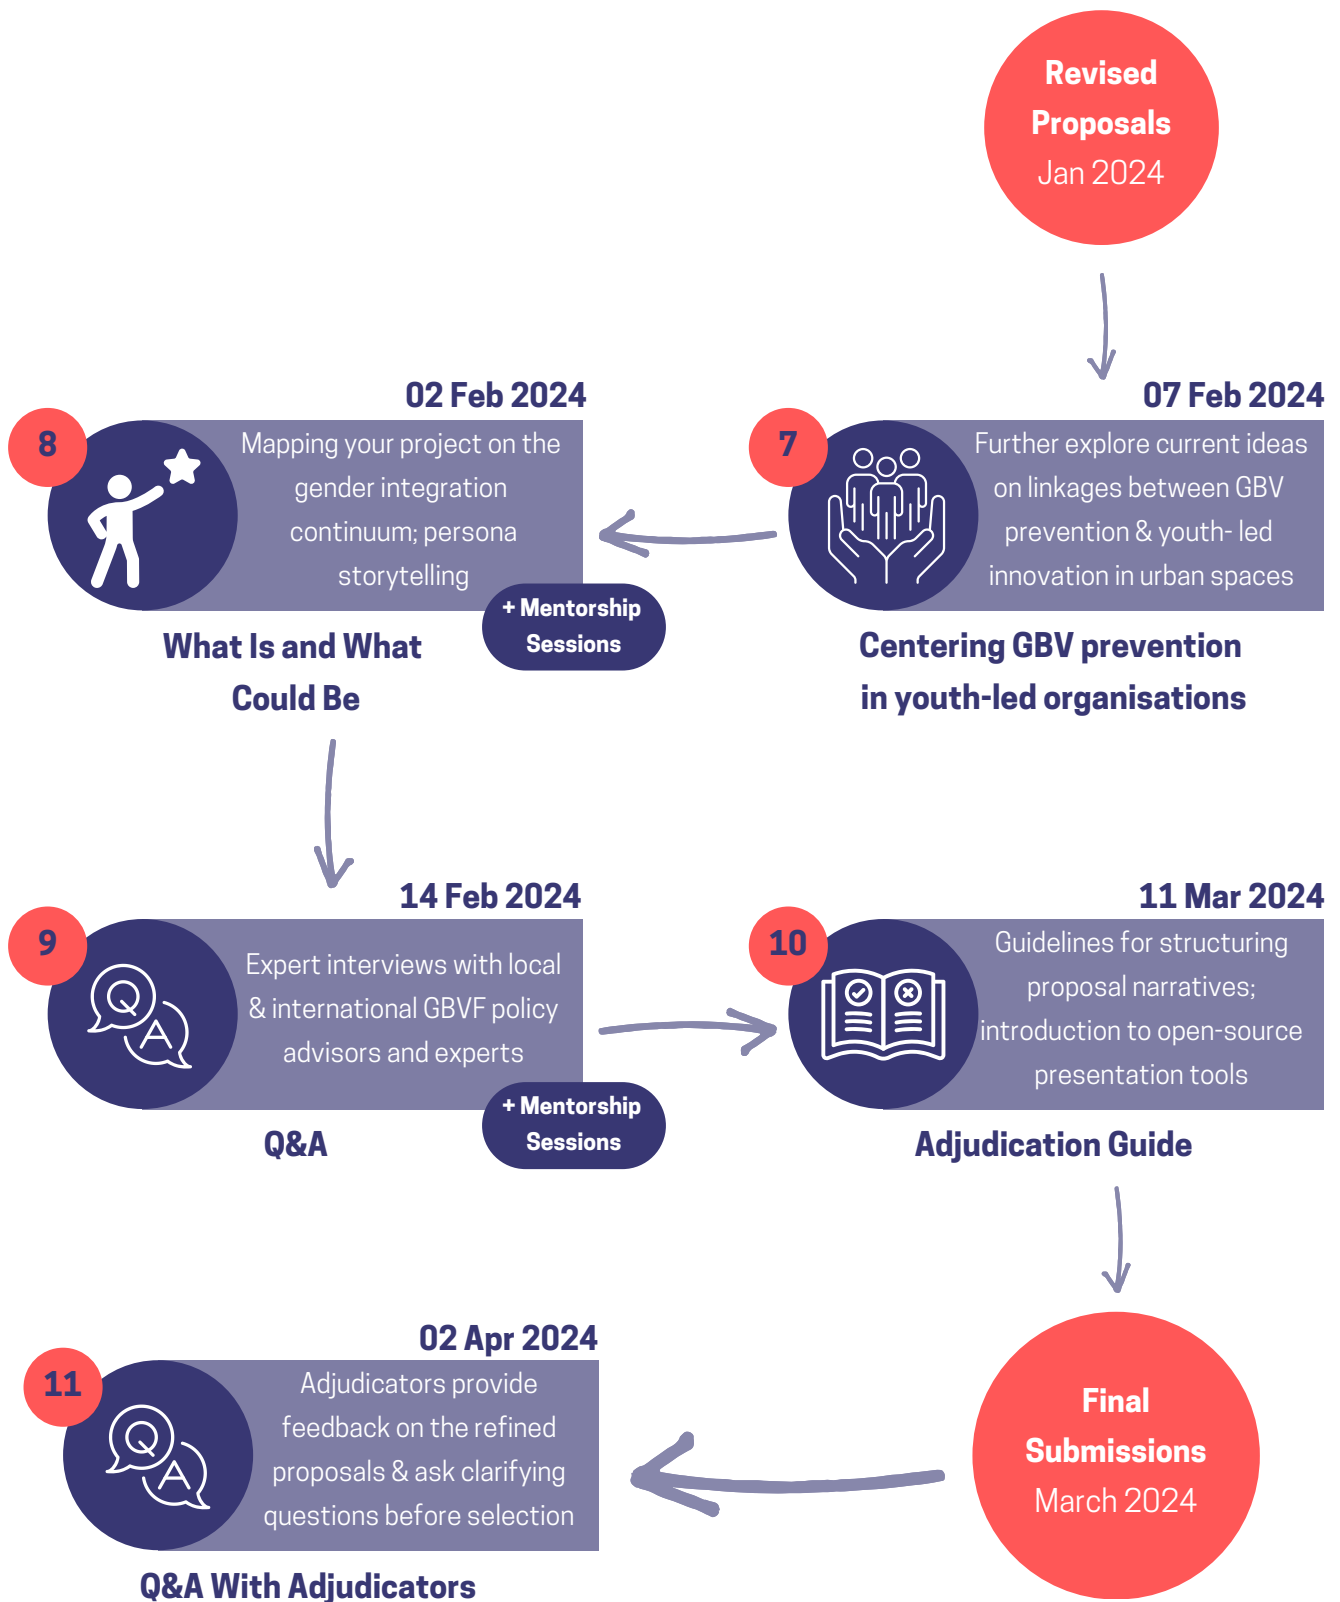 Revised
Proposals
Jan 2024
07 Feb 2024
7
Further explore current ideas
on linkages between GBV
prevention & youth- led
innovation in urban spaces
Centering GBV prevention
in youth-led organisations
02 Feb 2024
8
Mapping your project on the
gender integration
continuum; persona
storytelling
+ Mentorship
Sessions
What Is and What
Could Be
14 Feb 2024
9
Q
A
Expert interviews with local
& international GBVF policy
advisors and experts
+ Mentorship
Sessions
Q&A
11 Mar 2024
10
Guidelines for structuring
proposal narratives;
introduction to open-source
presentation tools
Adjudication Guide
Final
Submissions
March 2024
02 Apr 2024
11
Q
A
Adjudicators provide
feedback on the refined
proposals & ask clarifying
questions before selection
Q&A With Adjudicators